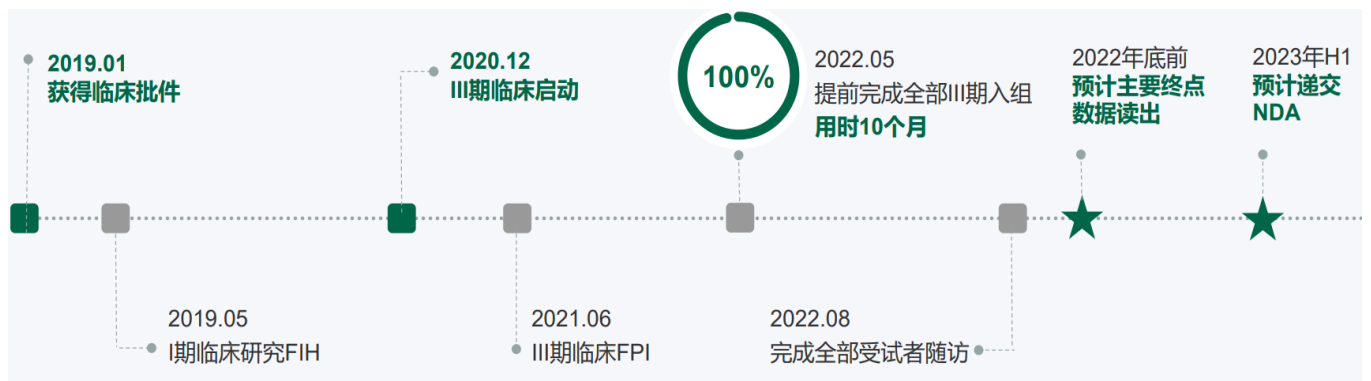 2019.01
获得临床批件
2019.05
I期临床研究FIH
2020.12
III期临床启动
2021.06
III期临床FPI
100%
2022.05
提前完成全部III期入组
用时10个月
2022.08
完成全部受试者随访
2022年底前
预计主要终点
数据读出
2023年H1
预计递交
NDA